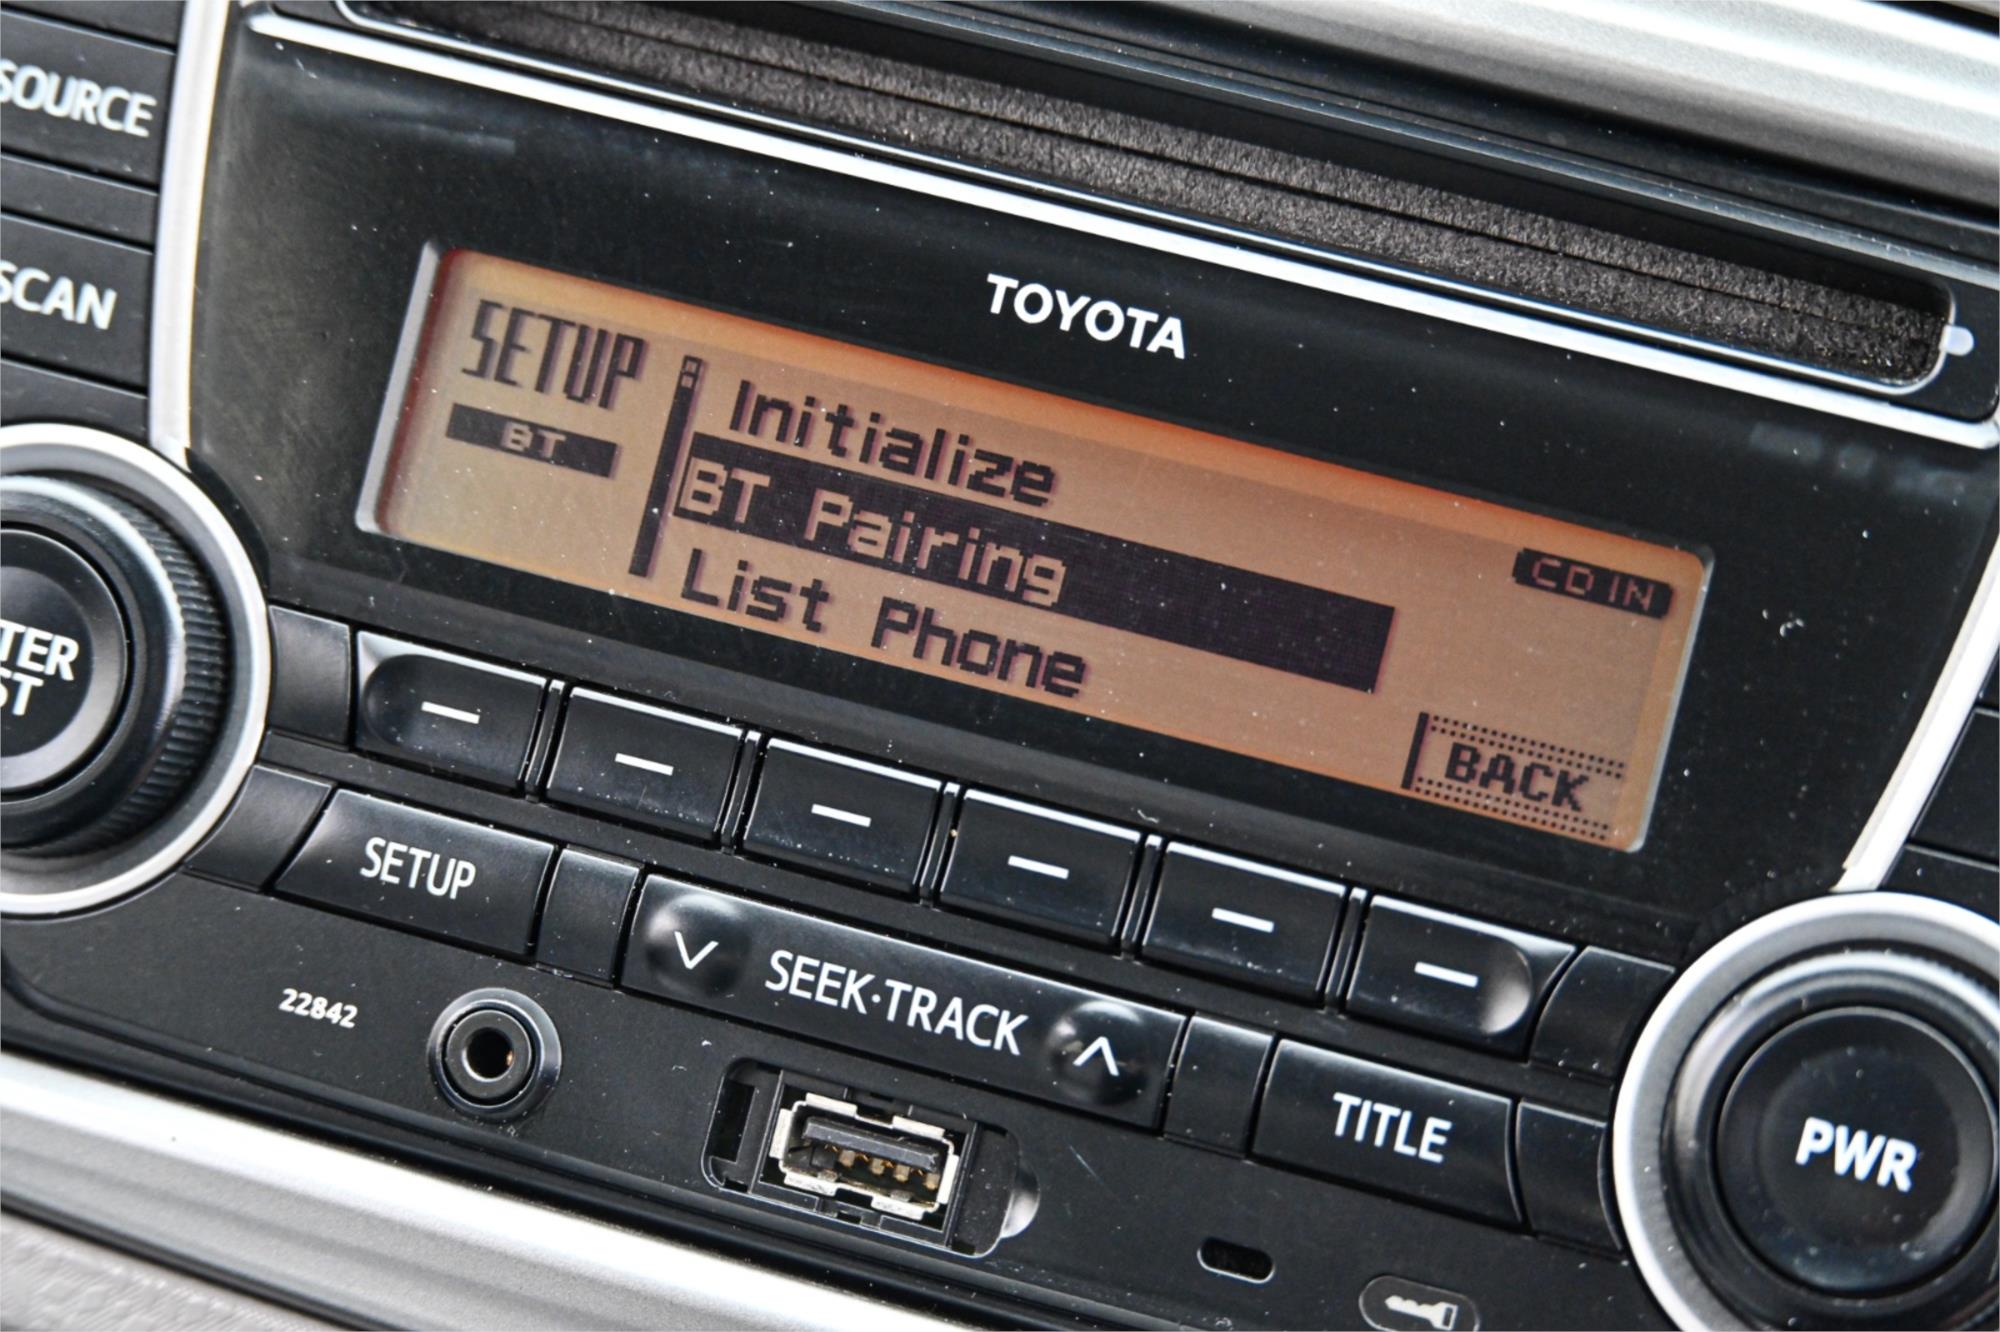 SOURCE
SCAN
TOYOTA
SETUP
BT
Initialize
BT Pairing
List Phone
CD IN
BACK
SETUP
SEEK·TRACK
TITLE
PWR
22842